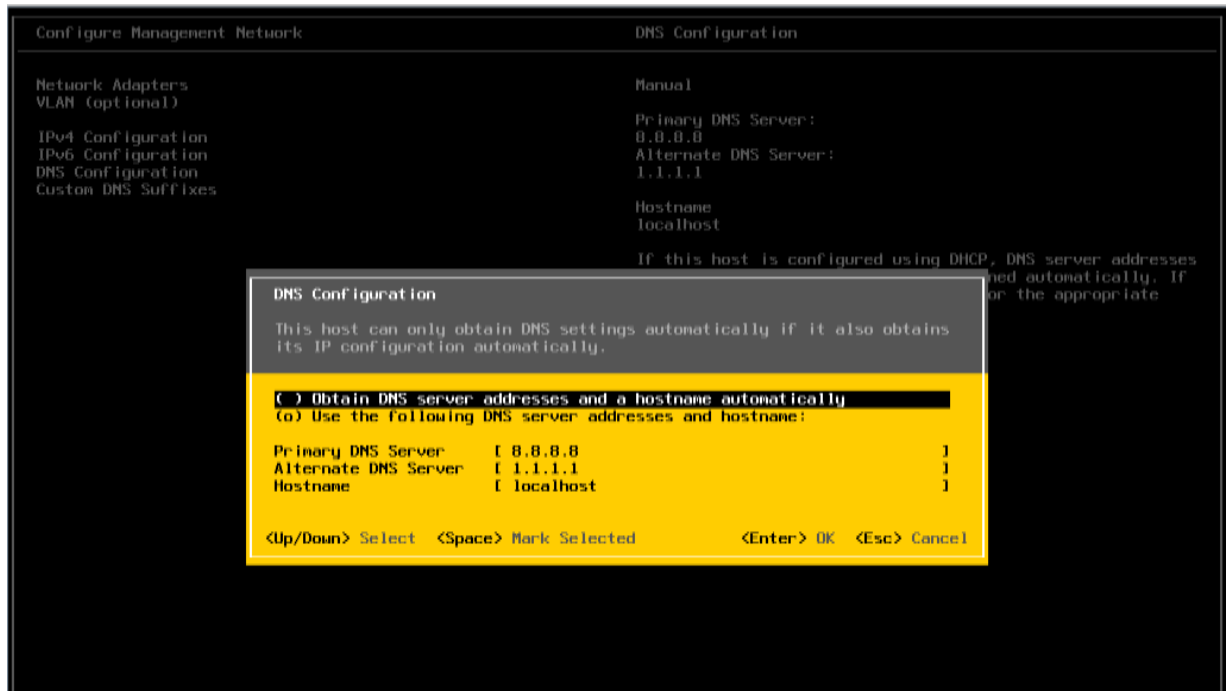 Configure Management Network
DNS Configuration
Network Adapters
VLAN (optional)
IPv4 Configuration
IPv6 Configuration
DNS Configuration
Custom DNS Suffixes
Manual
Primary DNS Server:
8.8.8.8
Alternate DNS Server:
1.1.1.1
Hostname
localhost
If this host is configured using DHCP, DNS server addresses
ned automatically. If
or the appropriate
DNS Configuration
This host can only obtain DNS settings automatically if it also obtains
its IP configuration automatically.
( ) Obtain DNS server addresses and a hostname automatically
(o) Use the following DNS server addresses and hostname:
Primary DNS Server [ 8.8.8.8 ]
Alternate DNS Server [ 1.1.1.1 ]
Hostname [ localhost ]
<Up/Down> Select <Space> Mark Selected <Enter> OK <Esc> Cancel